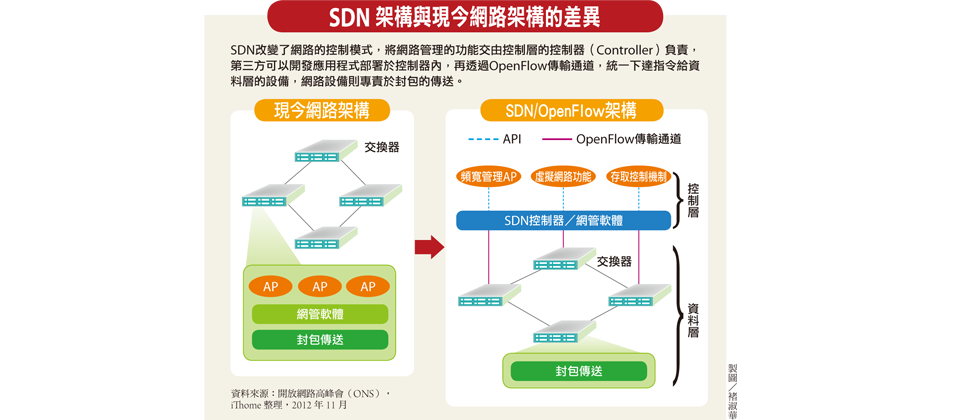 SDN 架構與現今網路架構的差異
SDN改變了網路的控制模式，將網路管理的功能交由控制層的控制器（Controller）負責，
第三方可以開發應用程式部署於控制器內，再透過OpenFlow傳輸通道，統一下達指令給資
料層的設備，網路設備則專責於封包的傳送。
現今網路架構
交換器
AP AP AP
網管軟體
封包傳送
SDN/OpenFlow架構
API OpenFlow傳輸通道
頻寬管理AP 虛擬網路功能 存取控制機制
控制層
SDN控制器／網管軟體
交換器
資料層
封包傳送
資料來源：開放網路高峰會（ONS），
iThome 整理，2012 年 11 月
製圖／褚淑華